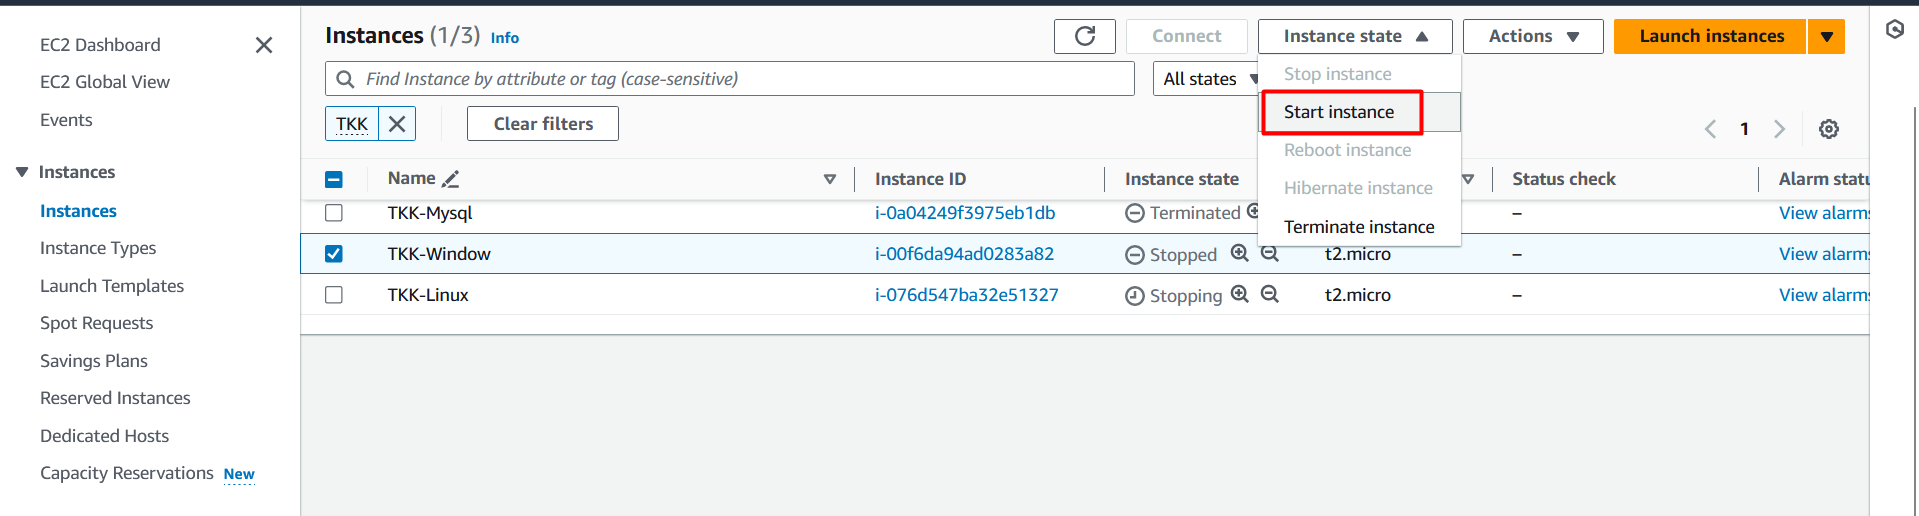 EC2 Dashboard
EC2 Global View
Events
Instances
Instances
Instance Types
Launch Templates
Spot Requests
Savings Plans
Reserved Instances
Dedicated Hosts
Capacity Reservations New
Instances (1/3) Info
Connect
Instance state
Actions
Launch instances
Find Instance by attribute or tag (case-sensitive)
All states
Stop instance
Start instance
Reboot instance
Hibernate instance
Terminate instance
TKK
Clear filters
1
Name Instance ID Instance state Status check Alarm statu
TKK-Mysql i-0a04249f3975eb1db Terminated – View alarms
TKK-Window i-00f6da94ad0283a82 Stopped t2.micro – View alarms
TKK-Linux i-076d547ba32e51327 Stopping t2.micro – View alarms